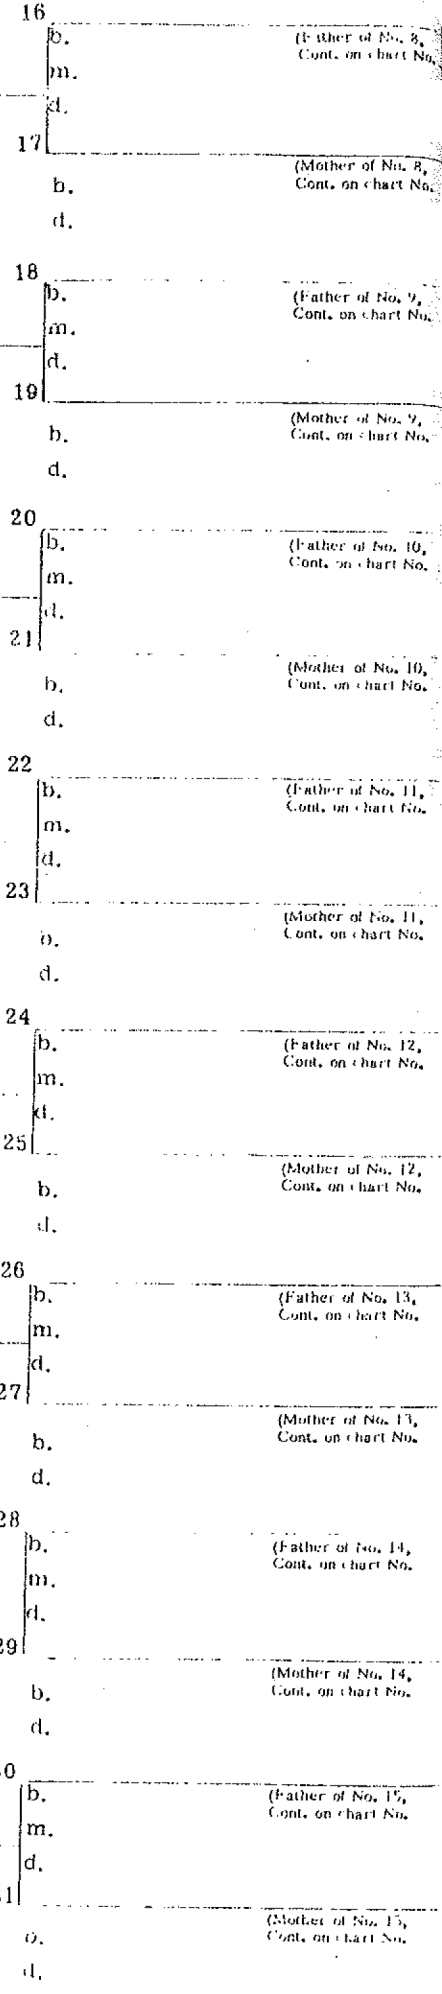 16
b. (Father of No. 8,
Cont. on chart No.
m.
d.
17
(Mother of No. 8,
b. Cont. on chart No.
d.
18
b. (Father of No. 9,
Cont. on chart No.
m.
d.
19
(Mother of No. 9,
b. Cont. on chart No.
d.
20
b. (Father of No. 10,
Cont. on chart No.
m.
d.
21
(Mother of No. 10,
b. Cont. on chart No.
d.
22
b. (Father of No. 11,
Cont. on chart No.
m.
d.
23
(Mother of No. 11,
b. Cont. on chart No.
d.
24
b. (Father of No. 12,
Cont. on chart No.
m.
d.
25
(Mother of No. 12,
b. Cont. on chart No.
d.
26
b. (Father of No. 13,
Cont. on chart No.
m.
d.
27
(Mother of No. 13,
b. Cont. on chart No.
d.
28
b. (Father of No. 14,
Cont. on chart No.
m.
d.
29
(Mother of No. 14,
b. Cont. on chart No.
d.
0
b. (Father of No. 15,
Cont. on chart No.
m.
d.
1
(Mother of No. 15,
b. Cont. on chart No.
d.